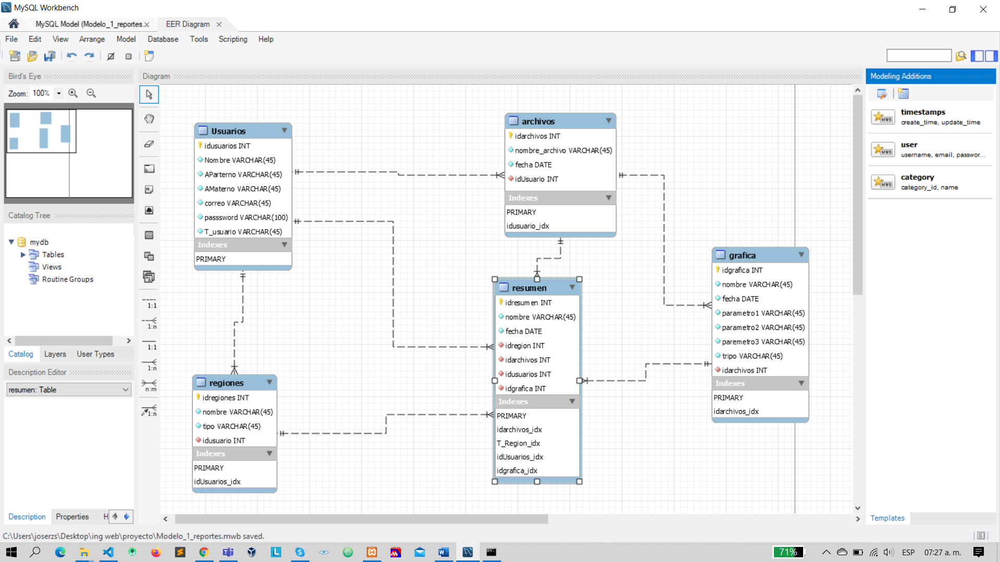 MySQL Workbench
MySQL Model (Modelo_1_reportes.
EER Diagram
File Edit View Arrange Model Database Tools Scripting Help
Bird's Eye
Zoom: 100%
Catalog Tree
mydb
Tables
Views
Routine Groups
Catalog Layers User Types
Description Editor
resumen: Table
Description Properties H
Diagram
1:1
1:n
1:1
1:n
n:m
1:n
Usuarios
idusuarios INT
Nombre VARCHAR(45)
AParterno VARCHAR(45)
AMaterno VARCHAR(45)
correo VARCHAR(45)
passsword VARCHAR(100)
T_usuario VARCHAR(45)
Indexes
PRIMARY
archivos
idarchivos INT
nombre_archivo VARCHAR(45)
fecha DATE
idUsuario INT
Indexes
PRIMARY
idusuario_idx
regiones
idregiones INT
nombre VARCHAR(45)
tipo VARCHAR(45)
idusuario INT
Indexes
PRIMARY
idUsuarios_idx
resumen
idresumen INT
nombre VARCHAR(45)
fecha DATE
idregion INT
idarchivos INT
idusuarios INT
idgrafica INT
Indexes
PRIMARY
idarchivos_idx
T_Region_idx
idUsuarios_idx
idgrafica_idx
grafica
idgrafica INT
nombre VARCHAR(45)
fecha DATE
parametro1 VARCHAR(45)
parametro2 VARCHAR(45)
paremetro3 VARCHAR(45)
tripo VARCHAR(45)
idarchivos INT
Indexes
PRIMARY
idarchivos_idx
Modeling Additions
timestamps
create_time, update_time
user
username, email, passwor...
category
category_id, name
Templates
C:\Users\joserzs\Desktop\ing web\proyecto\Modelo_1_reportes.mwb saved.
71% ESP 07:27 a. m.